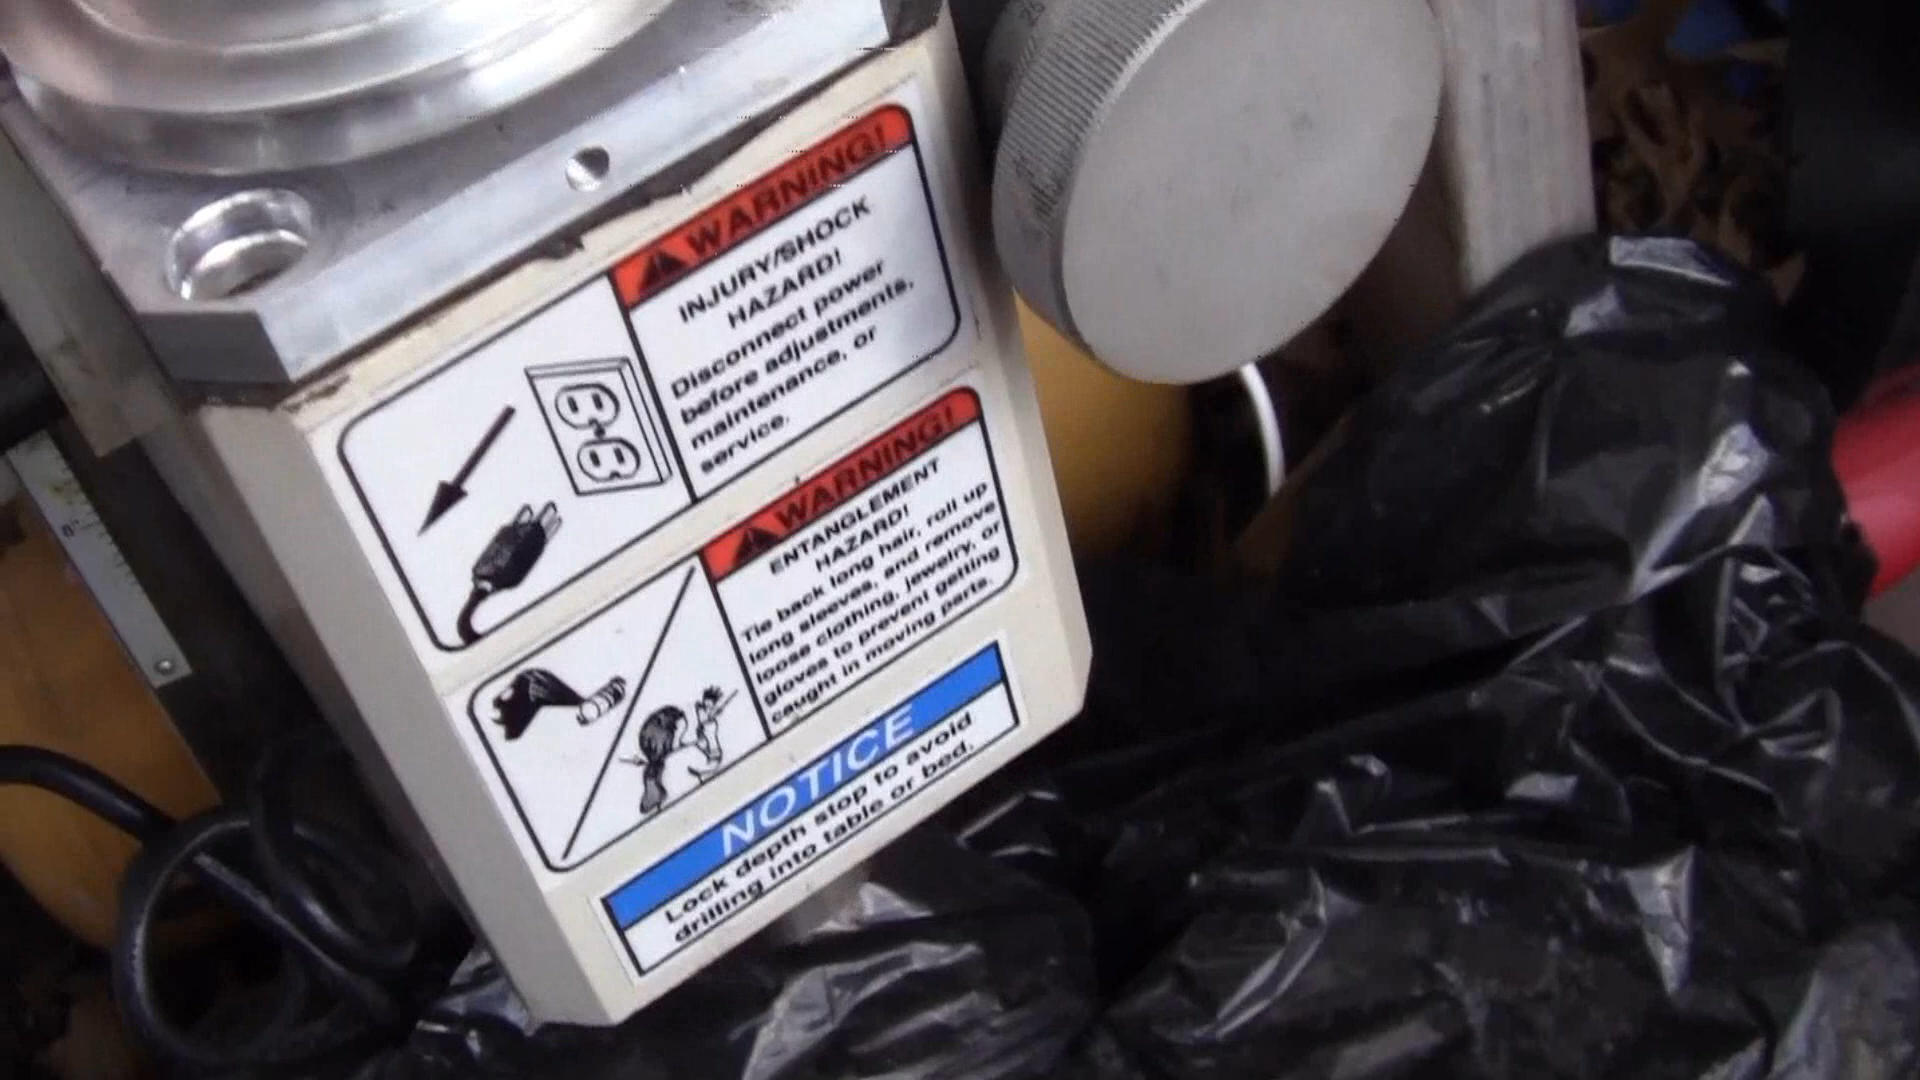 WARNING!
INJURY/SHOCK
HAZARD!
Disconnect power
before adjustments,
maintenance, or
service.
WARNING!
ENTANGLEMENT
HAZARD!
Tie back long hair, roll up
long sleeves, and remove
loose clothing, jewelry, or
gloves to prevent getting
caught in moving parts.
NOTICE
Lock depth stop to avoid
drilling into table or bed.